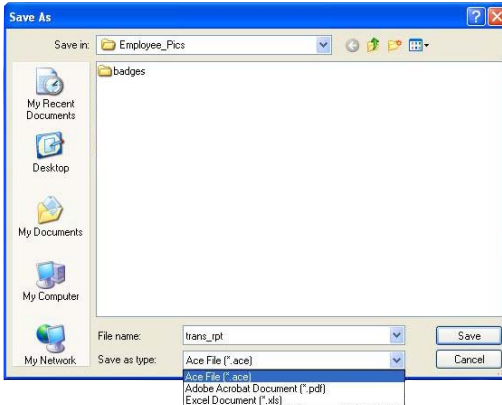 Save As
Save in:
Employee_Pics
badges
My Recent
Documents
Desktop
My Documents
My Computer
My Network
File name:
trans_rpt
Save
Save as type:
Ace File (*.ace)
Cancel
Ace File (*.ace)
Adobe Acrobat Document (*.pdf)
Excel Document (*.xls)